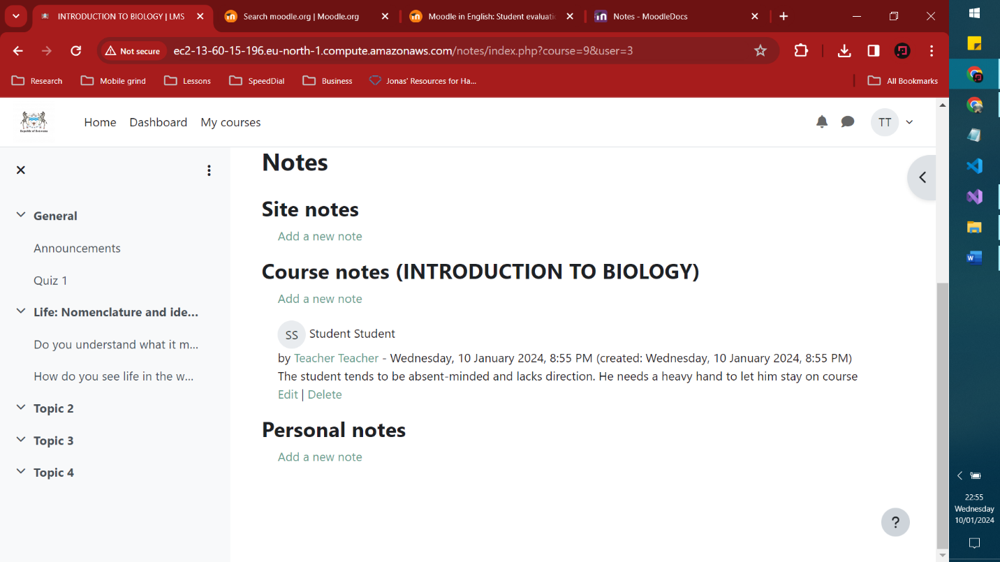 INTRODUCTION TO BIOLOGY | LMS
Search moodle.org | Moodle.org
Moodle in English: Student evaluati
Notes - MoodleDocs
Not secure
ec2-13-60-15-196.eu-north-1.compute.amazonaws.com/notes/index.php?course=9&user=3
Research
Mobile grind
Lessons
SpeedDial
Business
Jonas' Resources for Ha...
All Bookmarks
Republic of Botswana
Home
Dashboard
My courses
TT
General
Announcements
Quiz 1
Life: Nomenclature and ide...
Do you understand what it m...
How do you see life in the w...
Topic 2
Topic 3
Topic 4
Notes
Site notes
Add a new note
Course notes (INTRODUCTION TO BIOLOGY)
Add a new note
SS Student Student
by Teacher Teacher - Wednesday, 10 January 2024, 8:55 PM (created: Wednesday, 10 January 2024, 8:55 PM)
The student tends to be absent-minded and lacks direction. He needs a heavy hand to let him stay on course
Edit | Delete
Personal notes
Add a new note
?
22:55
Wednesday
10/01/2024